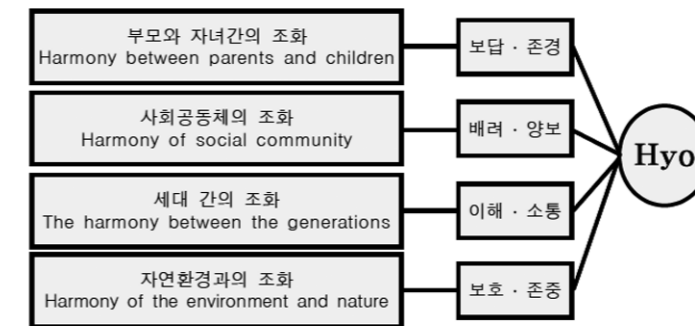 부모와 자녀간의 조화
Harmony between parents and children
보답 · 존경
사회공동체의 조화
Harmony of social community
배려 · 양보
Hyo
세대 간의 조화
The harmony between the generations
이해 · 소통
자연환경과의 조화
Harmony of the environment and nature
보호 · 존중